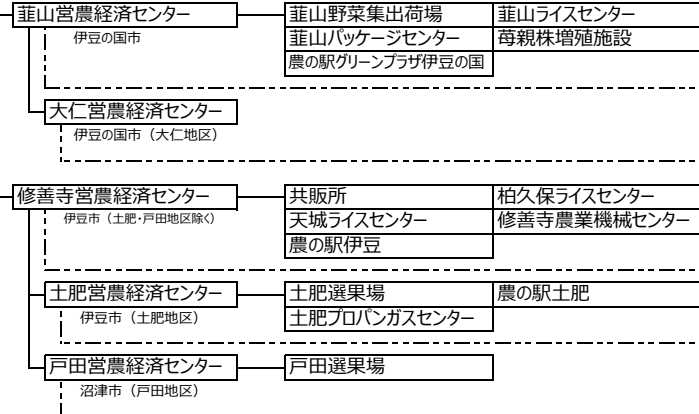 韮山営農経済センター 韮山野菜集出荷場 韮山ライスセンター
伊豆の国市 韮山パッケージセンター 苺親株増殖施設
農の駅グリーンプラザ伊豆の国
大仁営農経済センター
伊豆の国市（大仁地区）
修善寺営農経済センター 共販所 柏久保ライスセンター
伊豆市（土肥・戸田地区除く） 天城ライスセンター 修善寺農業機械センター
農の駅伊豆
土肥営農経済センター 土肥選果場 農の駅土肥
伊豆市（土肥地区） 土肥プロパンガスセンター
戸田営農経済センター 戸田選果場
沼津市（戸田地区）